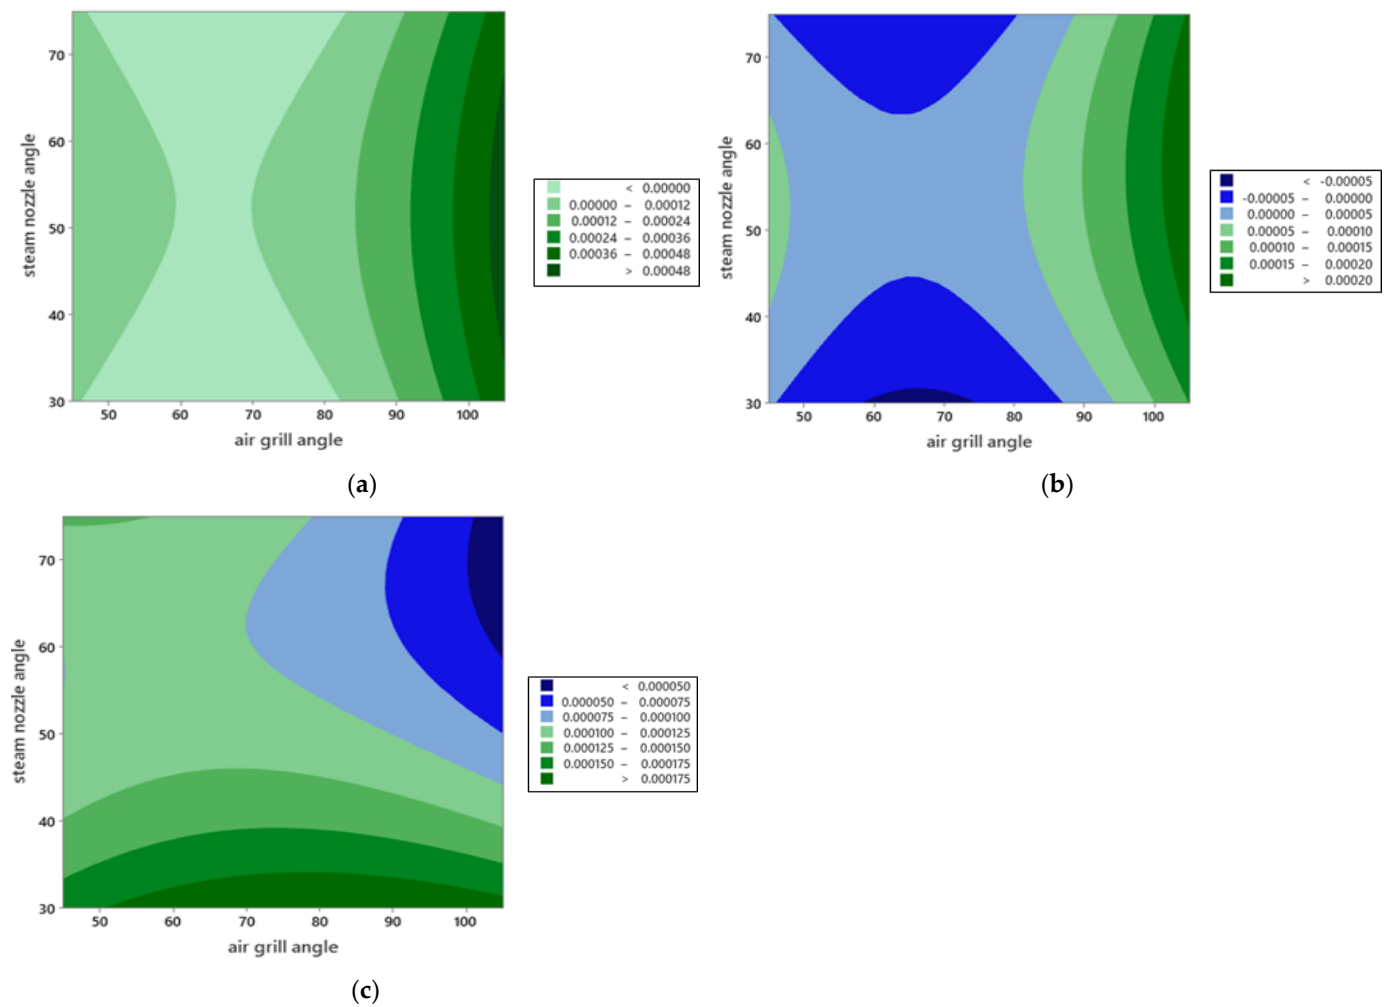 steam nozzle angle
70
60
50
40
30
50 60 70 80 90 100
air grill angle
< 0.00000
0.00000 – 0.00012
0.00012 – 0.00024
0.00024 – 0.00036
0.00036 – 0.00048
> 0.00048
(a)
steam nozzle angle
70
60
50
40
30
50 60 70 80 90 100
air grill angle
< -0.00005
-0.00005 – 0.00000
0.00000 – 0.00005
0.00005 – 0.00010
0.00010 – 0.00015
0.00015 – 0.00020
> 0.00020
(b)
steam nozzle angle
70
60
50
40
30
50 60 70 80 90 100
air grill angle
< 0.000050
0.000050 – 0.000075
0.000075 – 0.000100
0.000100 – 0.000125
0.000125 – 0.000150
0.000150 – 0.000175
> 0.000175
(c)